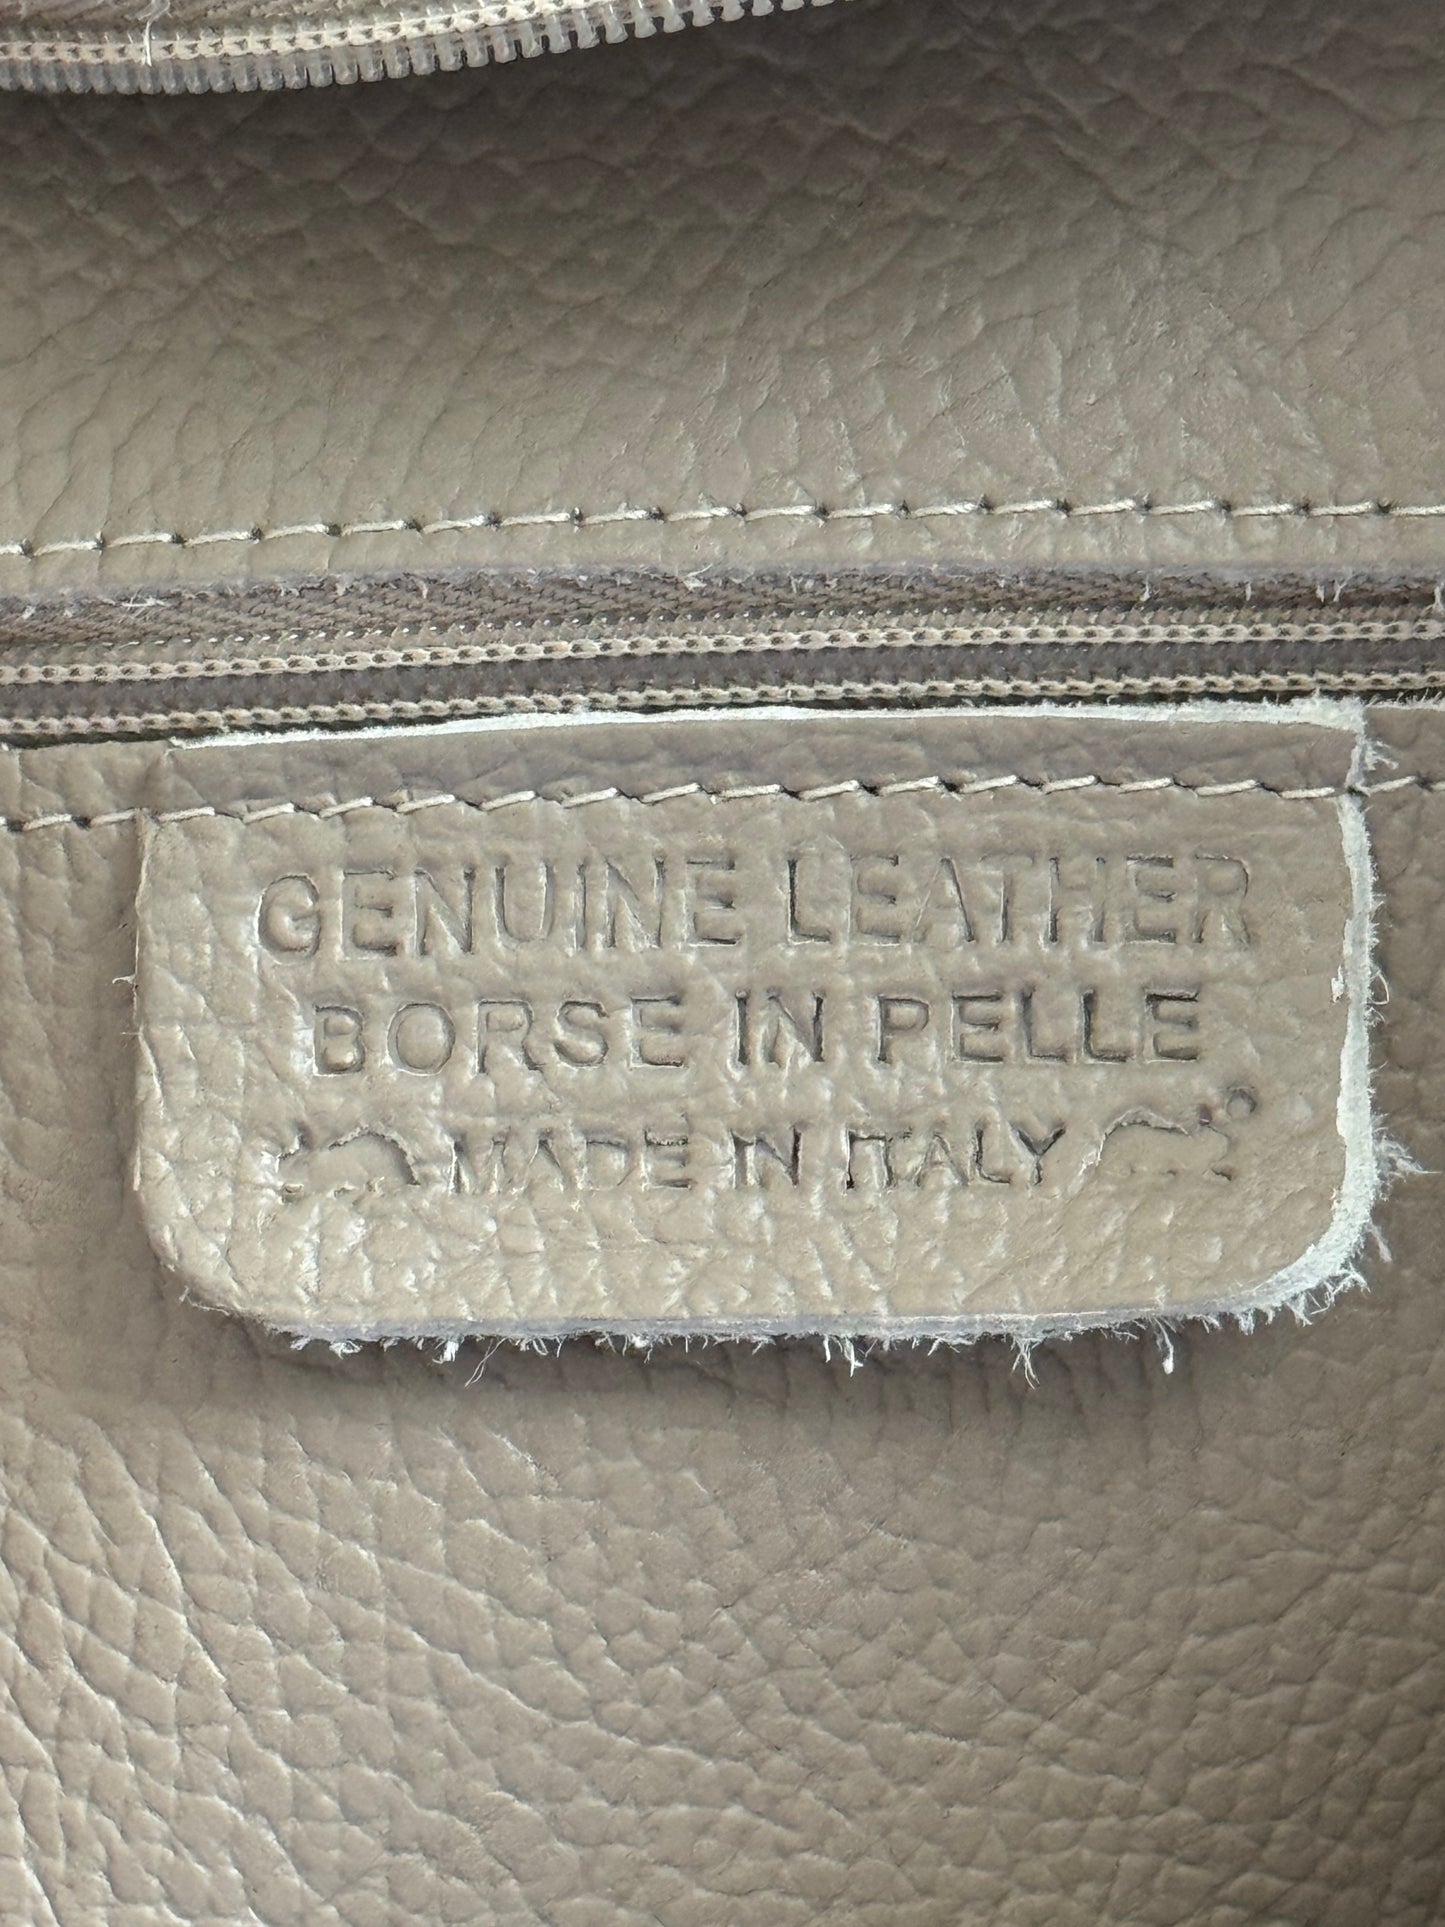 GENUINE LEATHER
BORSE IN PELLE
MADE IN ITALY